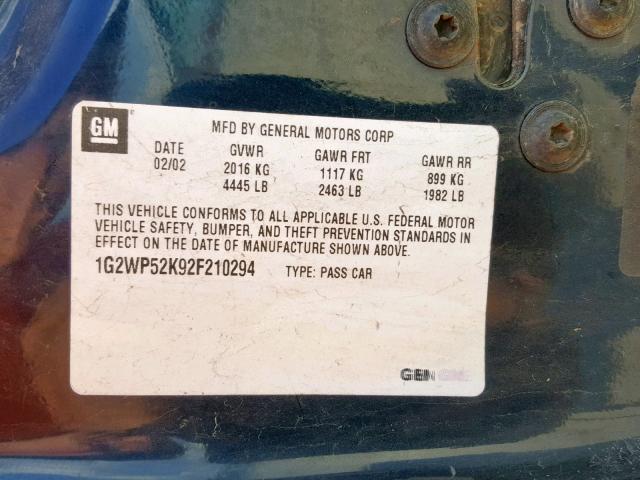 GM
MFD BY GENERAL MOTORS CORP
DATE GVWR GAWR FRT GAWR RR
02/02 2016 KG 1117 KG 899 KG
4445 LB 2463 LB 1982 LB
THIS VEHICLE CONFORMS TO ALL APPLICABLE U.S. FEDERAL MOTOR
VEHICLE SAFETY, BUMPER, AND THEFT PREVENTION STANDARDS IN
EFFECT ON THE DATE OF MANUFACTURE SHOWN ABOVE.
1G2WP52K92F210294 TYPE: PASS CAR